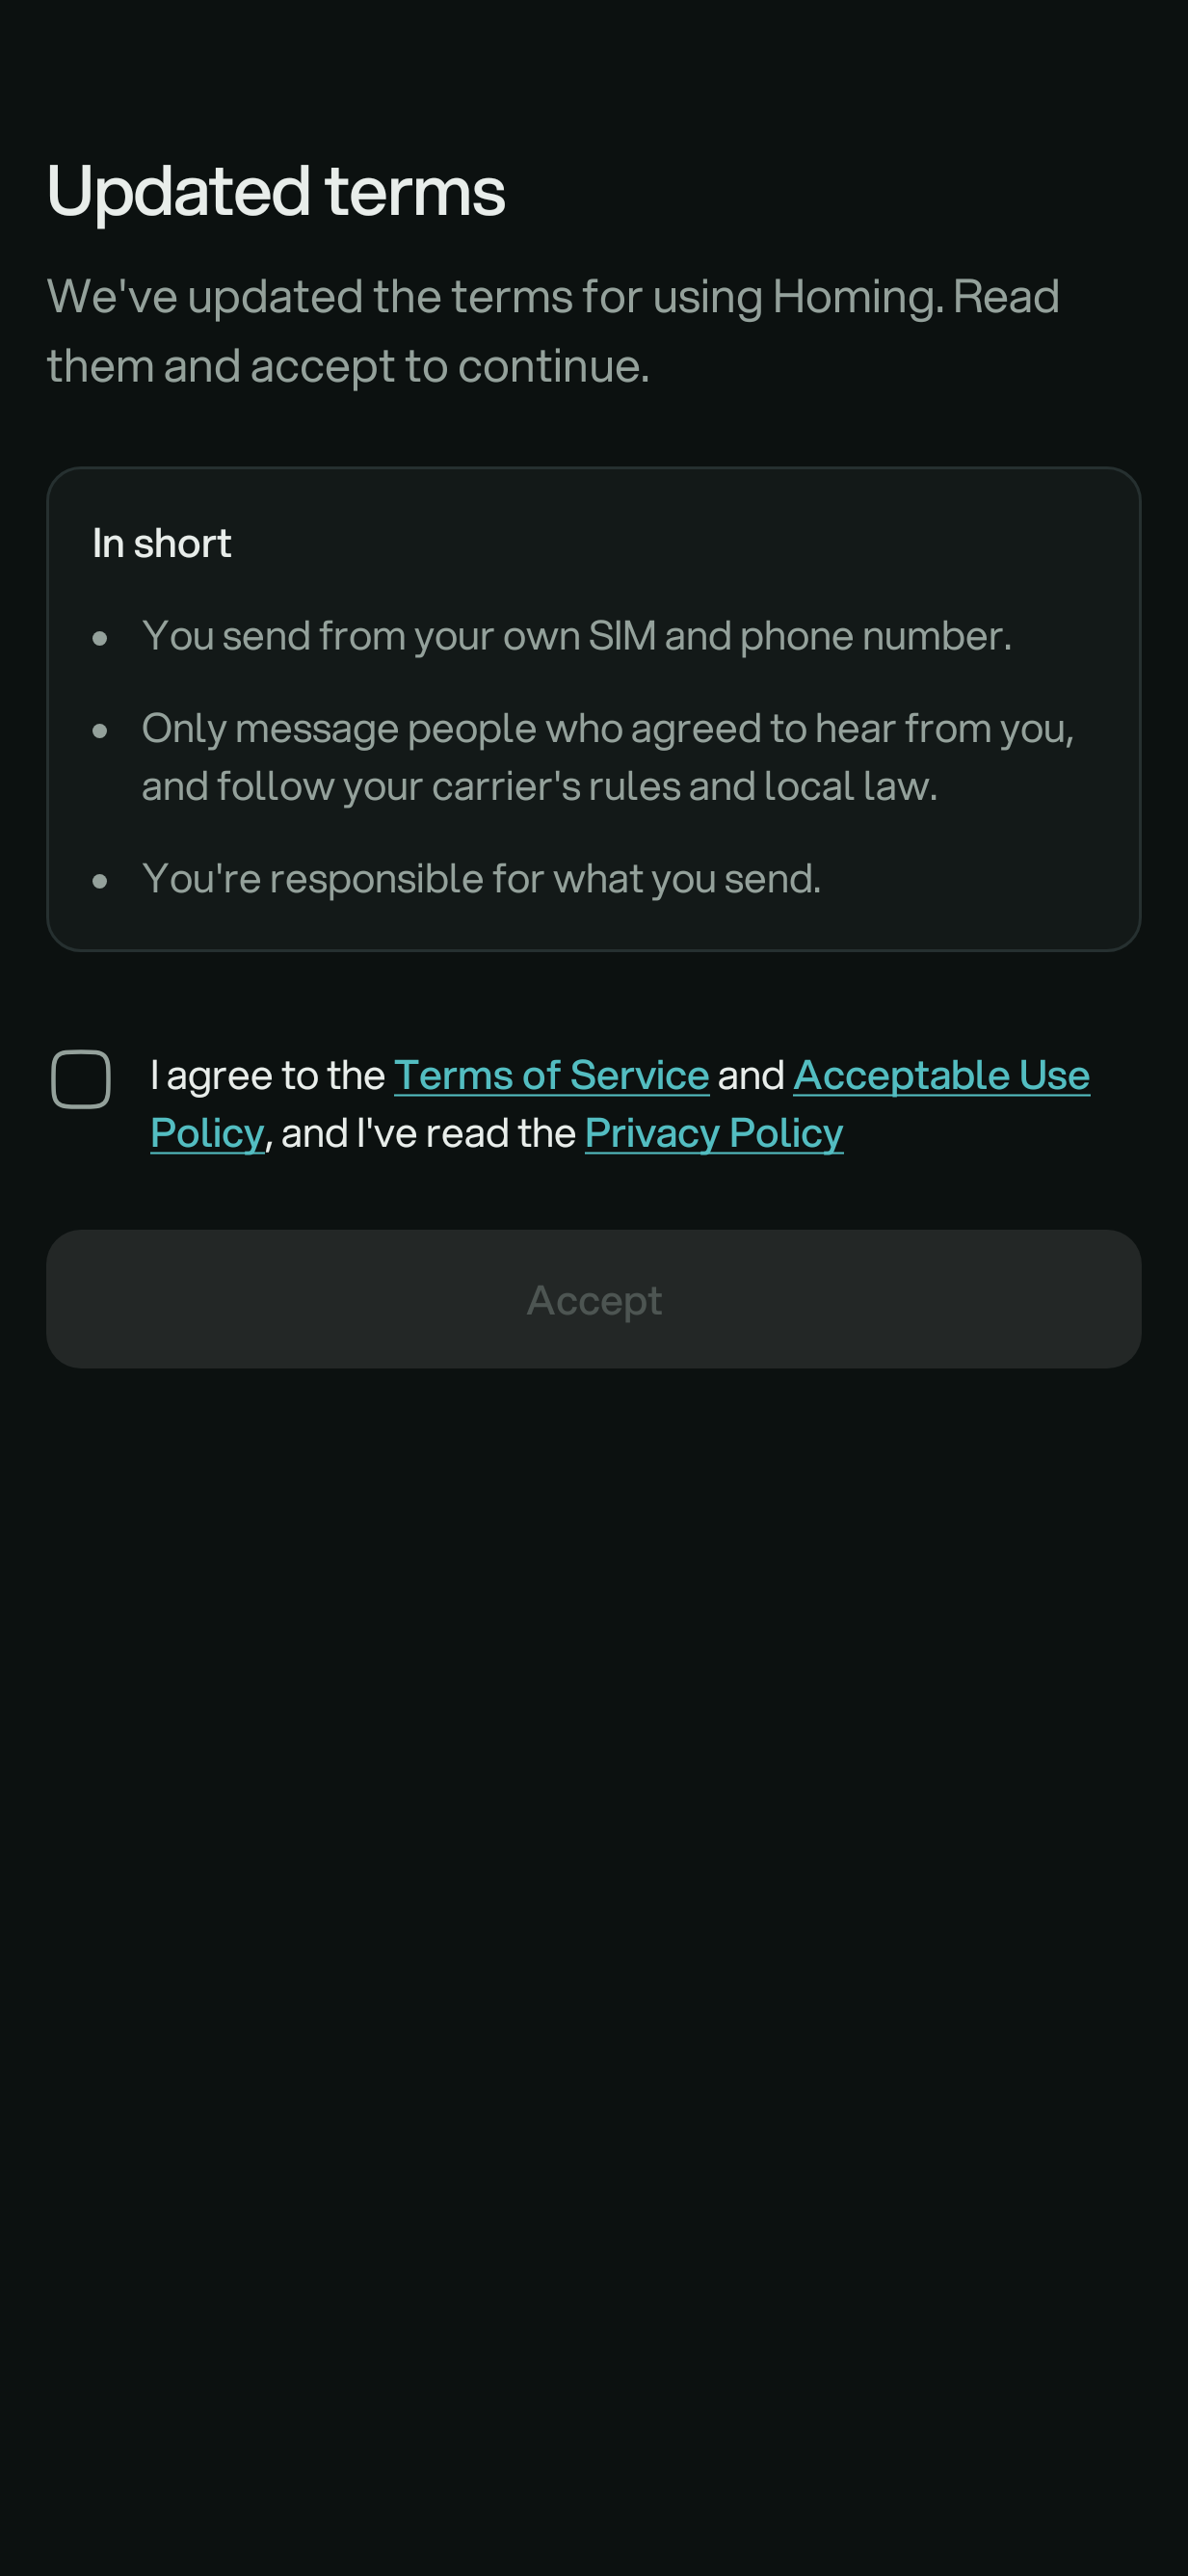 Updated terms
We've updated the terms for using Homing. Read
them and accept to continue.
In short
You send from your own SIM and phone number.
Only message people who agreed to hear from you,
and follow your carrier's rules and local law.
You're responsible for what you send.
I agree to the Terms of Service and Acceptable Use
Policy, and I've read the Privacy Policy
Accept